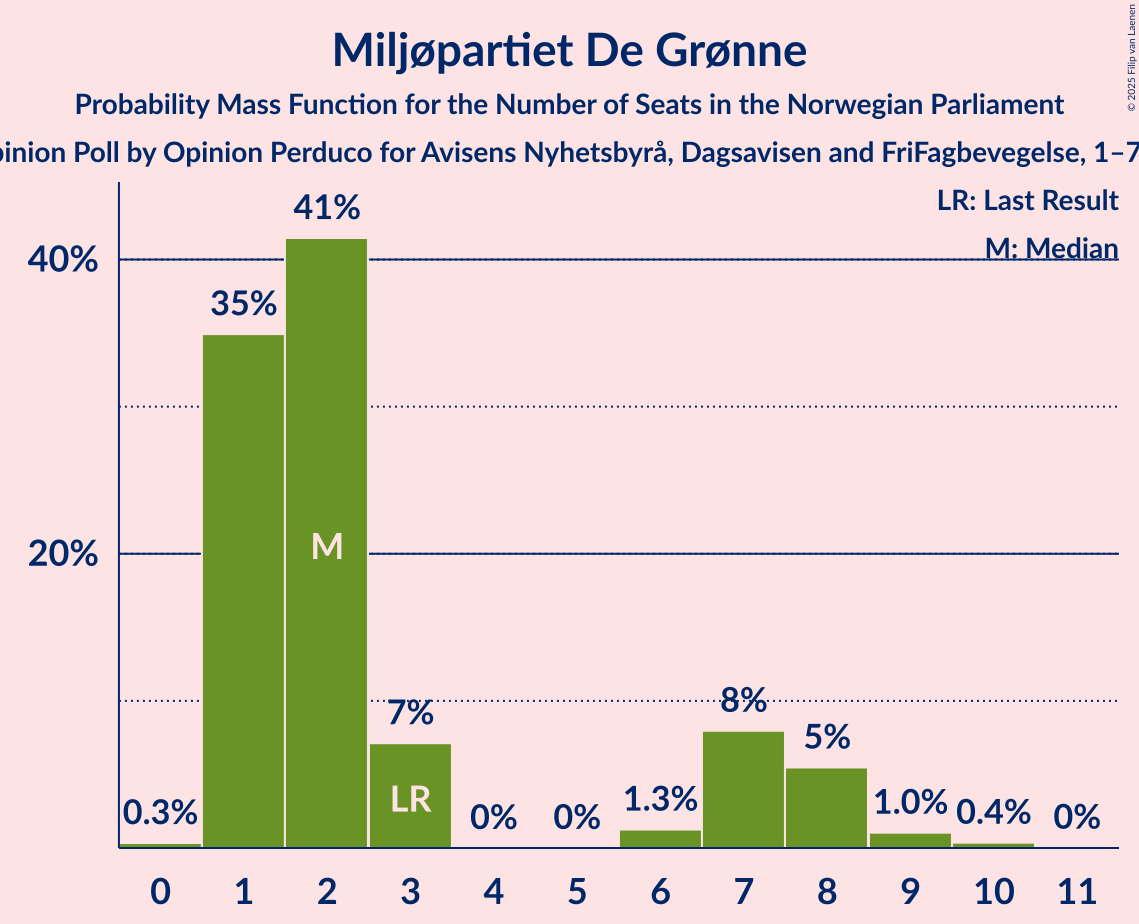 Miljøpartiet De Grønne
Probability Mass Function for the Number of Seats in the Norwegian Parliament
pinion Poll by Opinion Perduco for Avisens Nyhetsbyrå, Dagsavisen and FriFagbevegelse, 1–7
© 2025 Filip van Laenen
LR: Last Result
M: Median
40%
20%
41%
35%
M
7%
LR
0.3%
0%
0%
1.3%
8%
5%
1.0%
0.4%
0%
0 1 2 3 4 5 6 7 8 9 10 11